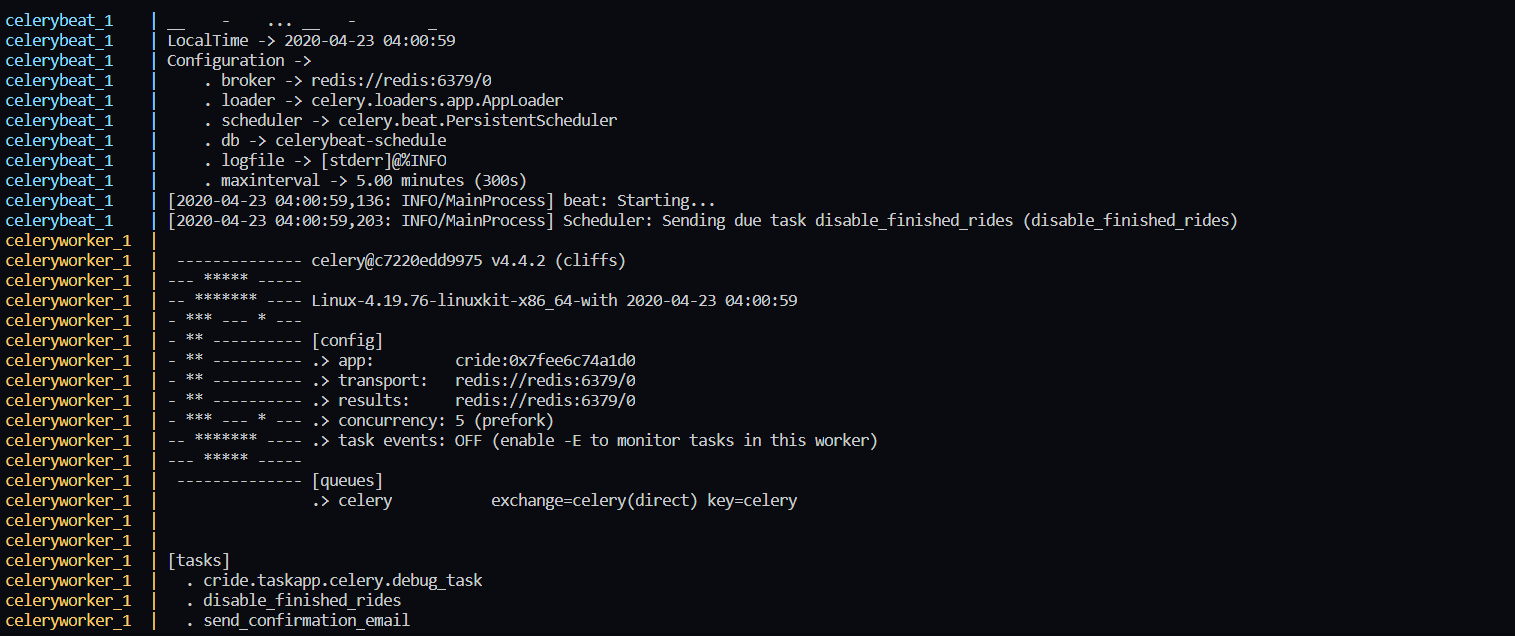 celerybeat_1    | __    -    ... __   -        _
celerybeat_1    | LocalTime -> 2020-04-23 04:00:59
celerybeat_1    | Configuration ->
celerybeat_1    |     . broker -> redis://redis:6379/0
celerybeat_1    |     . loader -> celery.loaders.app.AppLoader
celerybeat_1    |     . scheduler -> celery.beat.PersistentScheduler
celerybeat_1    |     . db -> celerybeat-schedule
celerybeat_1    |     . logfile -> [stderr]@%INFO
celerybeat_1    |     . maxinterval -> 5.00 minutes (300s)
celerybeat_1    | [2020-04-23 04:00:59,136: INFO/MainProcess] beat: Starting...
celerybeat_1    | [2020-04-23 04:00:59,203: INFO/MainProcess] Scheduler: Sending due task disable_finished_rides (disable_finished_rides)
celeryworker_1  |
celeryworker_1  |  -------------- celery@c7220edd9975 v4.4.2 (cliffs)
celeryworker_1  | --- ***** -----
celeryworker_1  | -- ******* ---- Linux-4.19.76-linuxkit-x86_64-with 2020-04-23 04:00:59
celeryworker_1  | - *** --- * ---
celeryworker_1  | - ** ---------- [config]
celeryworker_1  | - ** ---------- .> app:         cride:0x7fee6c74a1d0
celeryworker_1  | - ** ---------- .> transport:   redis://redis:6379/0
celeryworker_1  | - ** ---------- .> results:     redis://redis:6379/0
celeryworker_1  | - *** --- * --- .> concurrency: 5 (prefork)
celeryworker_1  | -- ******* ---- .> task events: OFF (enable -E to monitor tasks in this worker)
celeryworker_1  | --- ***** -----
celeryworker_1  |  -------------- [queues]
celeryworker_1  |                 .> celery           exchange=celery(direct) key=celery
celeryworker_1  |
celeryworker_1  |
celeryworker_1  | [tasks]
celeryworker_1  |   . cride.taskapp.celery.debug_task
celeryworker_1  |   . disable_finished_rides
celeryworker_1  |   . send_confirmation_email